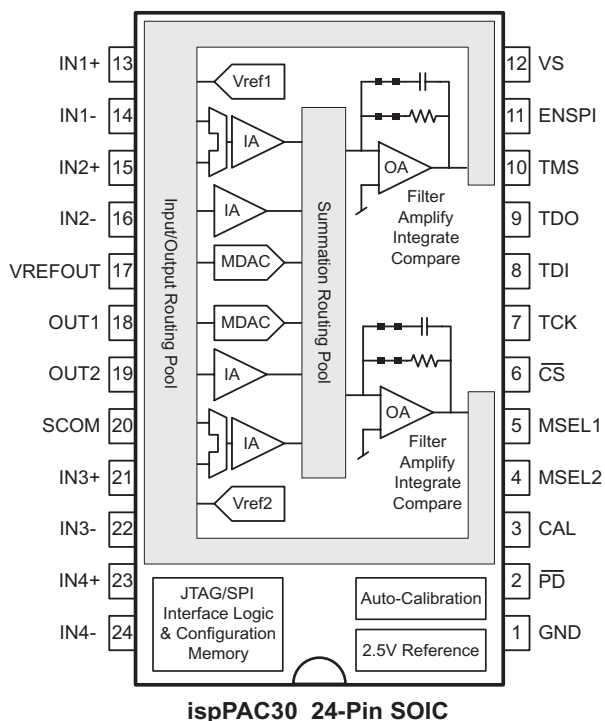 IN1+ 13
IN1- 14
IN2+ 15
IN2- 16
VREFOUT 17
OUT1 18
OUT2 19
SCOM 20
IN3+ 21
IN3- 22
IN4+ 23
IN4- 24
12 VS
11 ENSPI
10 TMS
9 TDO
8 TDI
7 TCK
6 C̅S̅
5 MSEL1
4 MSEL2
3 CAL
2 P̅D̅
1 GND
Input/Output Routing Pool
Vref1
IA
IA
MDAC
MDAC
IA
IA
Vref2
Summation Routing Pool
OA
Filter
Amplify
Integrate
Compare
OA
Filter
Amplify
Integrate
Compare
JTAG/SPI
Interface Logic
& Configuration
Memory
Auto-Calibration
2.5V Reference
ispPAC30 24-Pin SOIC